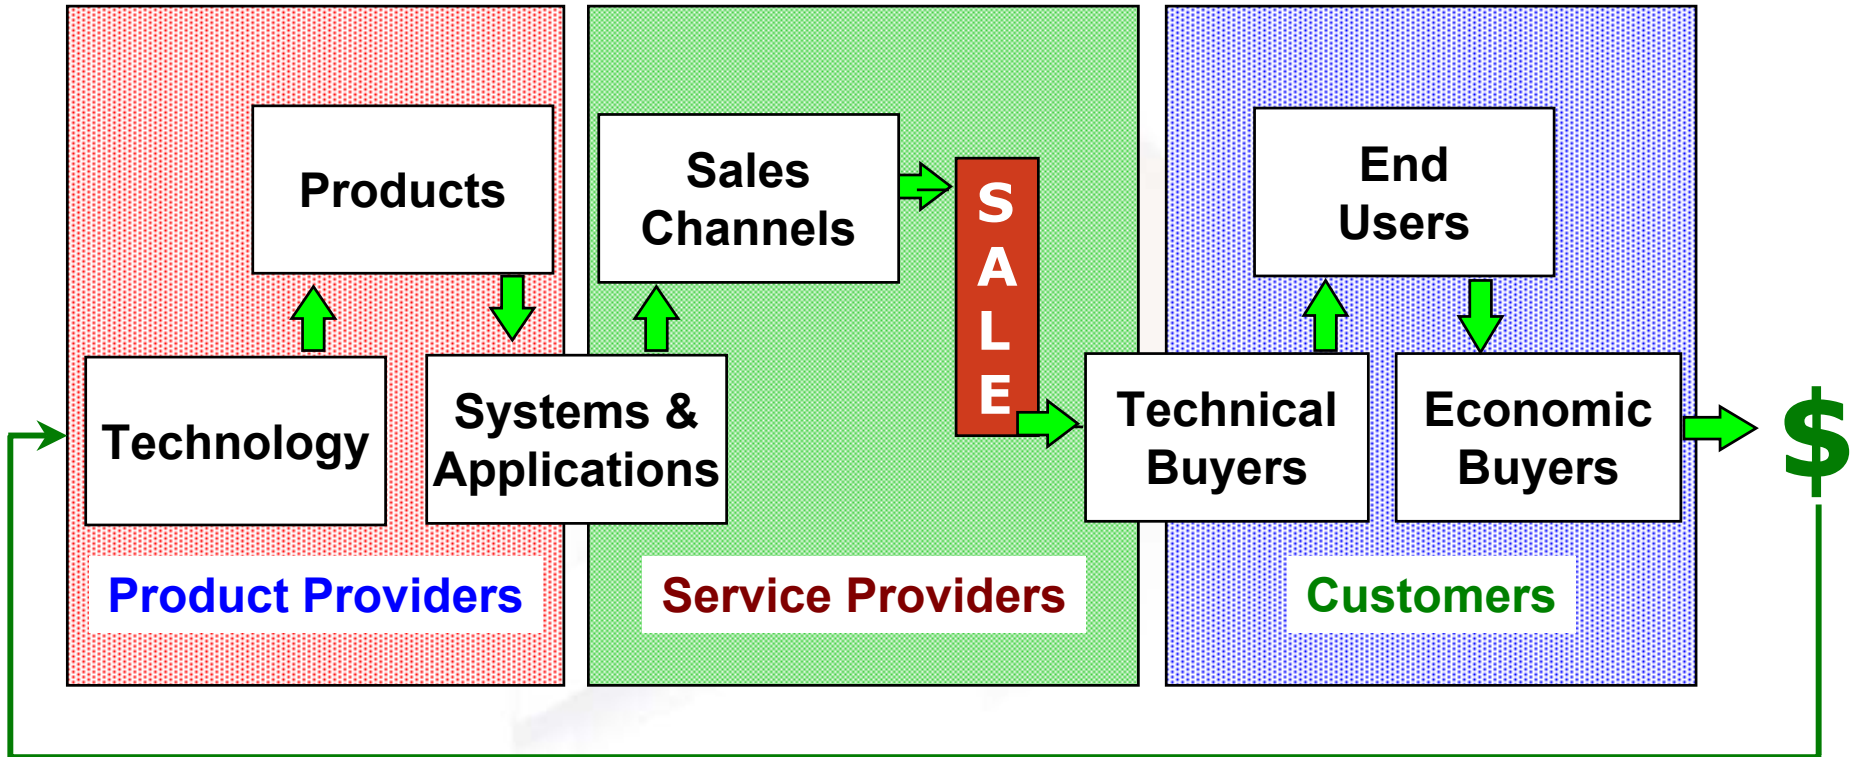 Products
Technology
Systems &
Applications
Product Providers
Sales
Channels
S
A
L
E
Service Providers
End
Users
Technical
Buyers
Economic
Buyers
Customers
$